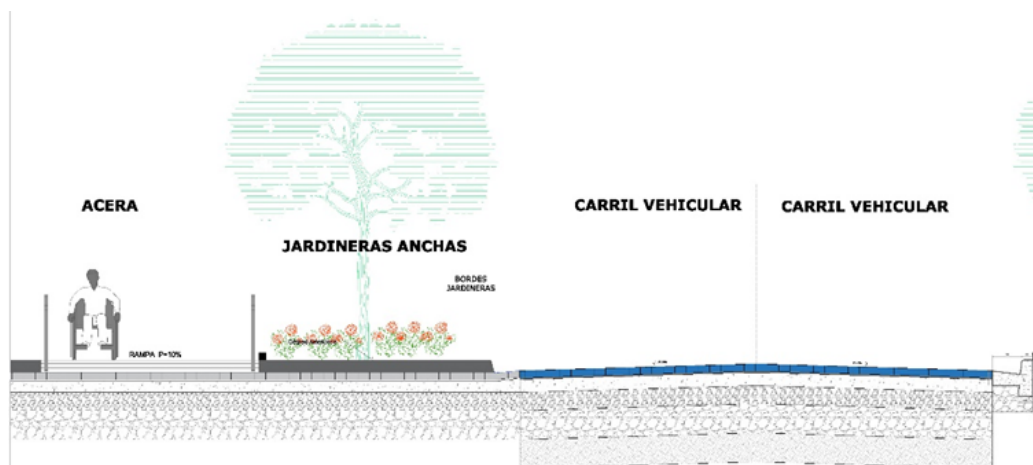 ACERA
CARRIL VEHICULAR
CARRIL VEHICULAR
JARDINERAS ANCHAS
BORDES
JARDINERAS
RAMPA P=10%